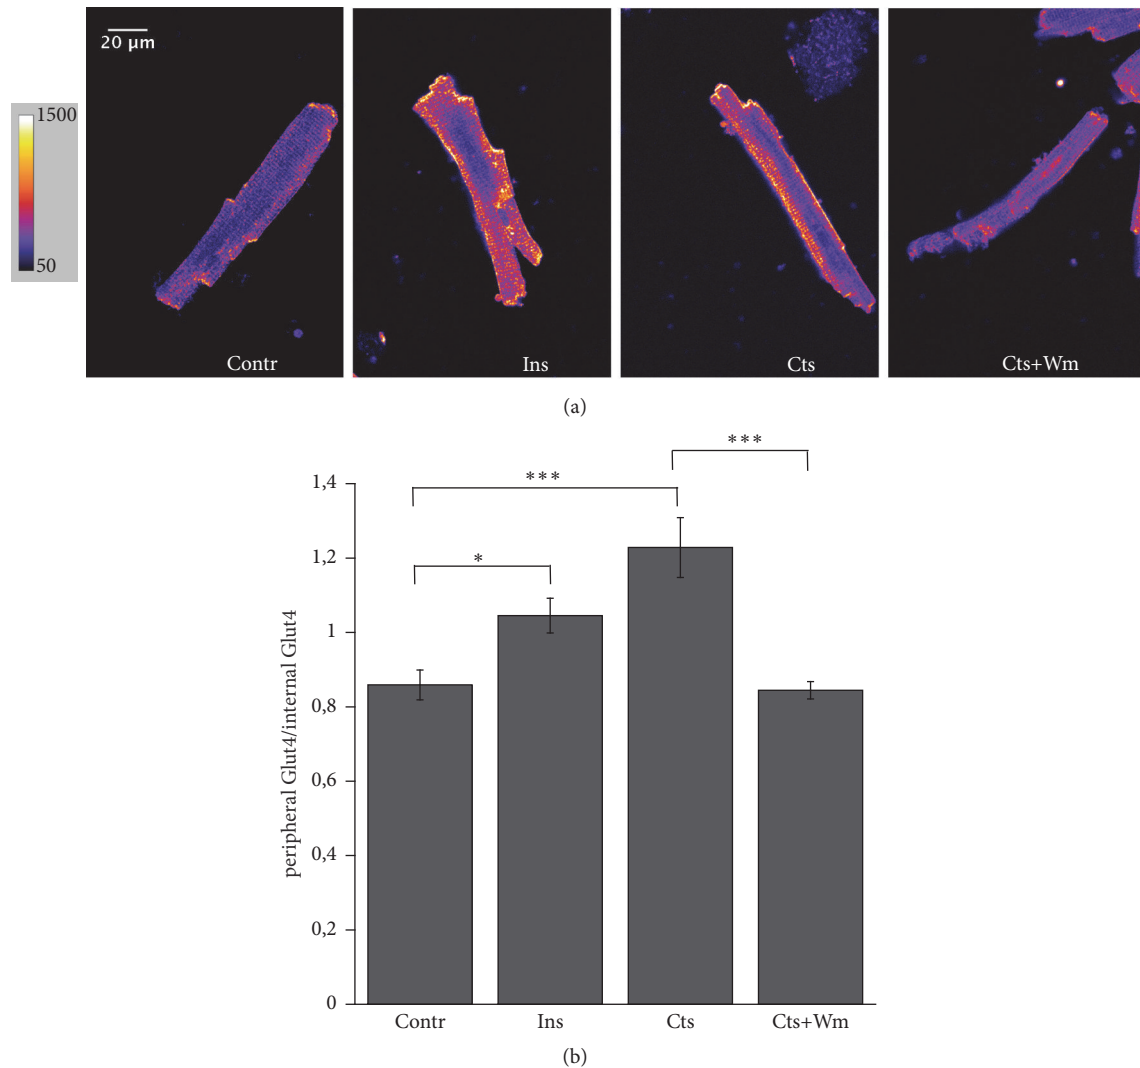 20 μm
1500
50
Contr
Ins
Cts
Cts+Wm
(a)
***
***
*
1,4
1,2
1
0,8
0,6
0,4
0,2
0
peripheral Glut4/internal Glut4
Contr
Ins
Cts
Cts+Wm
(b)